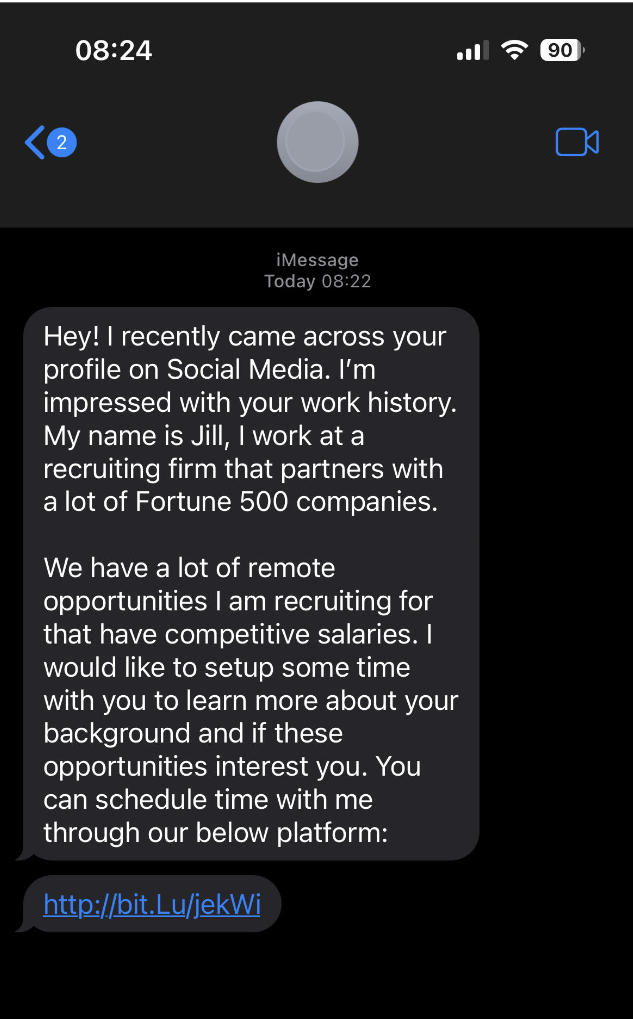 08:24
90
2
iMessage
Today 08:22
Hey! I recently came across your
profile on Social Media. I’m
impressed with your work history.
My name is Jill, I work at a
recruiting firm that partners with
a lot of Fortune 500 companies.
We have a lot of remote
opportunities I am recruiting for
that have competitive salaries. I
would like to setup some time
with you to learn more about your
background and if these
opportunities interest you. You
can schedule time with me
through our below platform:
http://bit.Lu/jekWi